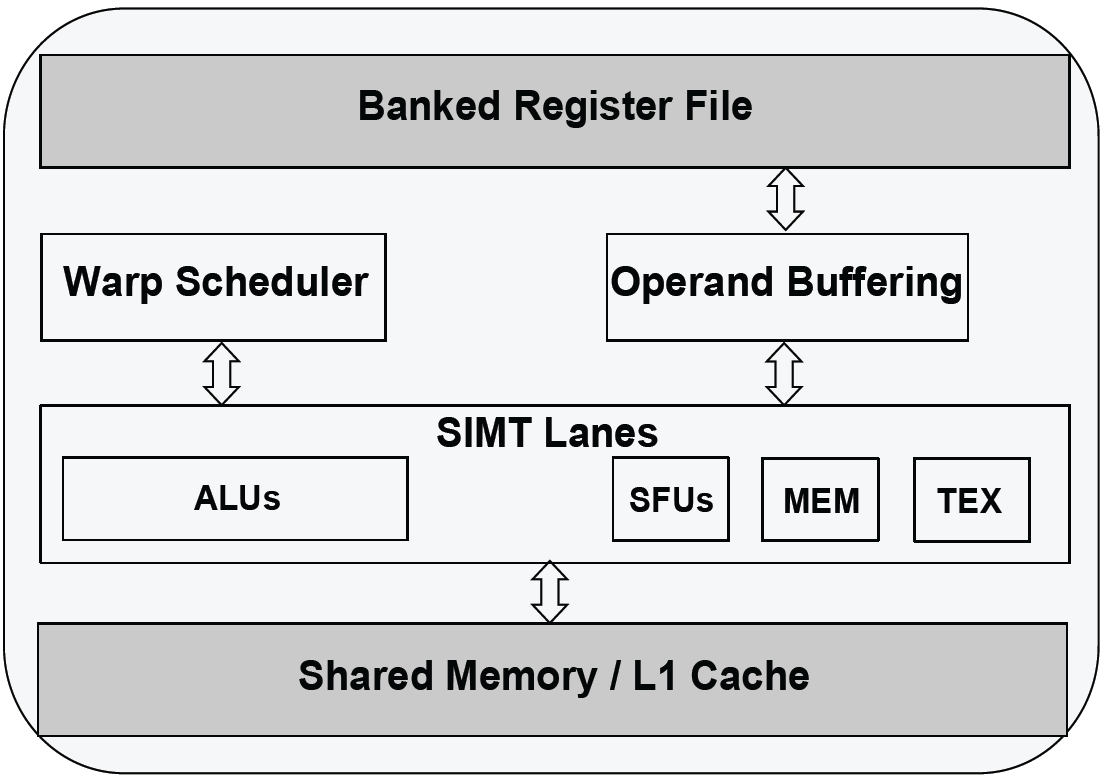 Banked Register File
Warp Scheduler
Operand Buffering
SIMT Lanes
ALUs
SFUs
MEM
TEX
Shared Memory / L1 Cache